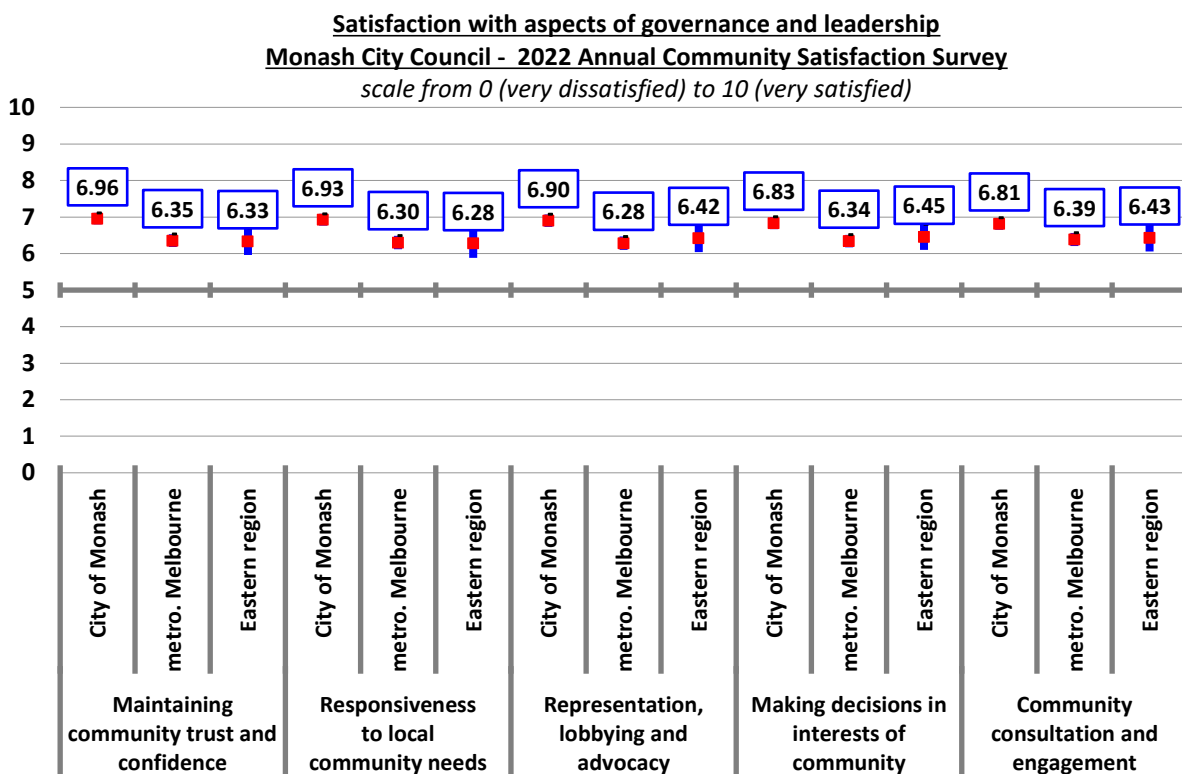 Satisfaction with aspects of governance and leadership
Monash City Council - 2022 Annual Community Satisfaction Survey
scale from 0 (very dissatisfied) to 10 (very satisfied)
10
9
8
7
6
5
4
3
2
1
0
6.96
6.35
6.33
6.93
6.30
6.28
6.90
6.28
6.42
6.83
6.34
6.45
6.81
6.39
6.43
City of Monash
metro. Melbourne
Eastern region
City of Monash
metro. Melbourne
Eastern region
City of Monash
metro. Melbourne
Eastern region
City of Monash
metro. Melbourne
Eastern region
City of Monash
metro. Melbourne
Eastern region
Maintaining
community trust and
confidence
Responsiveness
to local
community needs
Representation,
lobbying and
advocacy
Making decisions in
interests of
community
Community
consultation and
engagement